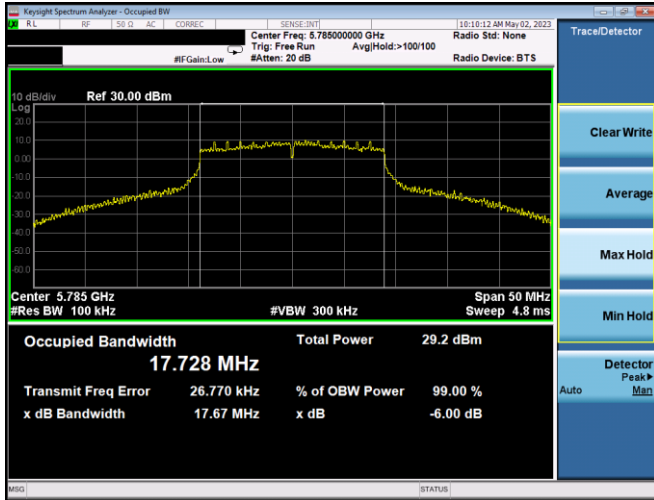 Keysight Spectrum Analyzer - Occupied BW
RL RF 50 Ω AC CORREC SENSE:INT 10:10:12 AM May 02, 2023
Center Freq: 5.785000000 GHz Radio Std: None
Trig: Free Run Avg|Hold:>100/100
#IFGain:Low #Atten: 20 dB Radio Device: BTS
Trace/Detector
10 dB/div Ref 30.00 dBm
Log
20.0
10.0
0.00
-10.0
-20.0
-30.0
-40.0
-50.0
-60.0
Center 5.785 GHz Span 50 MHz
#Res BW 100 kHz #VBW 300 kHz Sweep 4.8 ms
Occupied Bandwidth Total Power 29.2 dBm
17.728 MHz
Transmit Freq Error 26.770 kHz % of OBW Power 99.00 %
x dB Bandwidth 17.67 MHz x dB -6.00 dB
Clear Write
Average
Max Hold
Min Hold
Detector
Peak▶
Auto Man
MSG STATUS